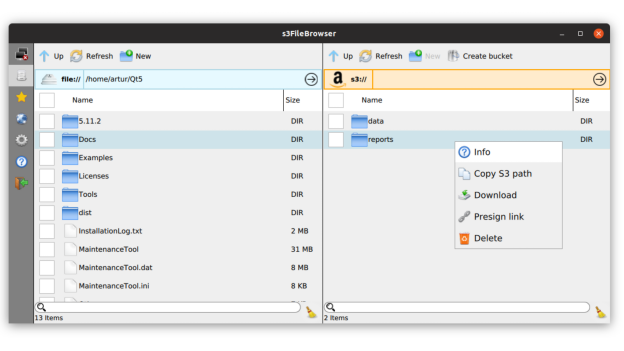 s3FileBrowser
Up Refresh New
Up Refresh New Create bucket
file:// /home/artur/Qt5
a s3://
Name Size
5.11.2 DIR
Docs DIR
Examples DIR
Licenses DIR
Tools DIR
dist DIR
InstallationLog.txt 2 MB
MaintenanceTool 31 MB
MaintenanceTool.dat 8 MB
MaintenanceTool.ini 8 KB
13 Items
Name Size
data DIR
reports DIR
Info
Copy S3 path
Download
Presign link
Delete
2 Items